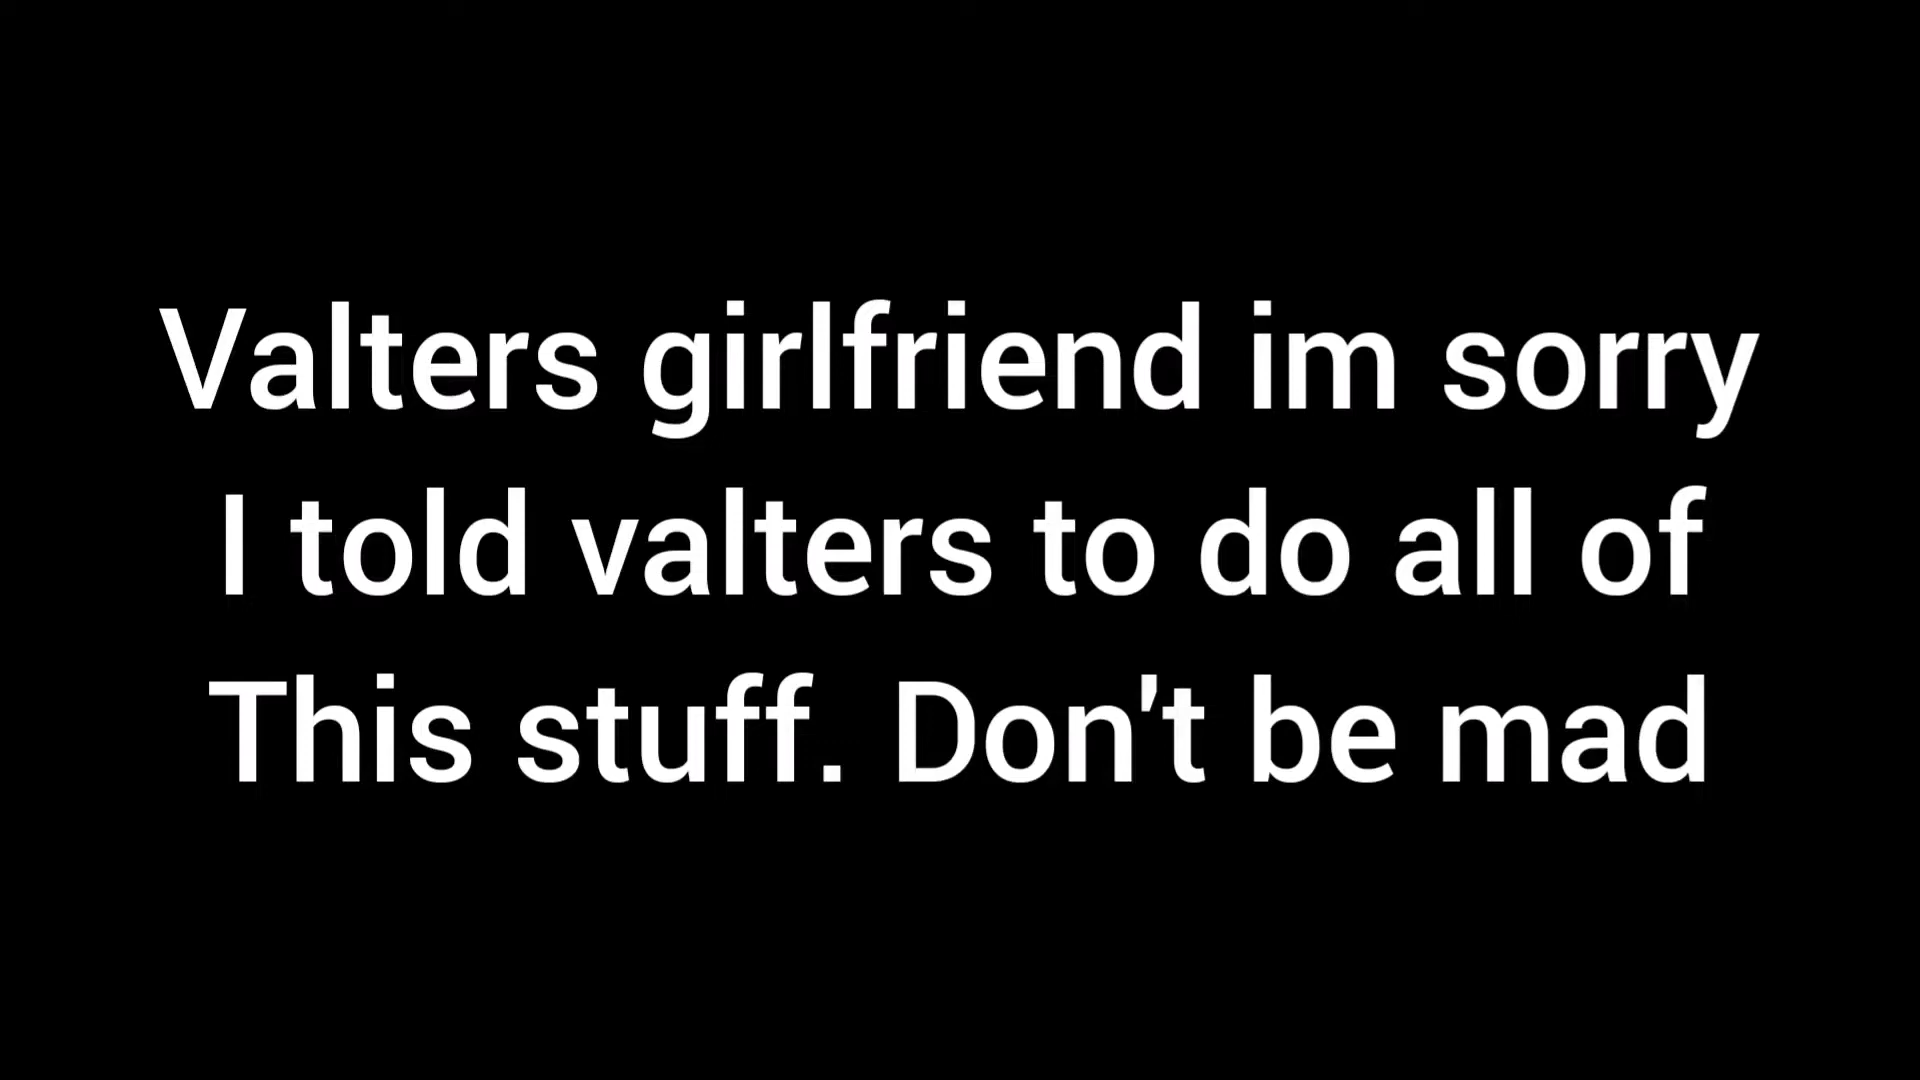 Valters girlfriend im sorry
I told valters to do all of
This stuff. Don't be mad